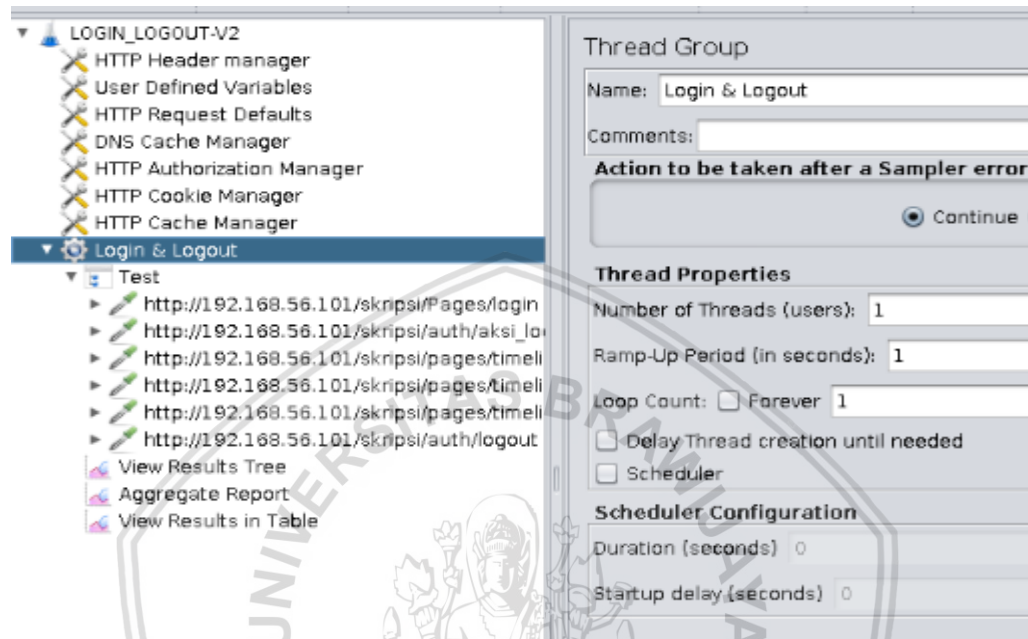 LOGIN_LOGOUT-V2
HTTP Header manager
User Defined Variables
HTTP Request Defaults
DNS Cache Manager
HTTP Authorization Manager
HTTP Cookie Manager
HTTP Cache Manager
Login & Logout
Test
http://192.168.56.101/skripsi/Pages/login
http://192.168.56.101/skripsi/auth/aksi_lo
http://192.168.56.101/skripsi/pages/timeli
http://192.168.56.101/skripsi/pages/timeli
http://192.168.56.101/skripsi/pages/timeli
http://192.168.56.101/skripsi/auth/logout
View Results Tree
Aggregate Report
View Results in Table
Thread Group
Name: Login & Logout
Comments:
Action to be taken after a Sampler error
Continue
Thread Properties
Number of Threads (users): 1
Ramp-Up Period (in seconds): 1
Loop Count: Forever 1
Delay Thread creation until needed
Scheduler
Scheduler Configuration
Duration (seconds) 0
Startup delay (seconds) 0
UNIVERSITAS BRAWIJAYA